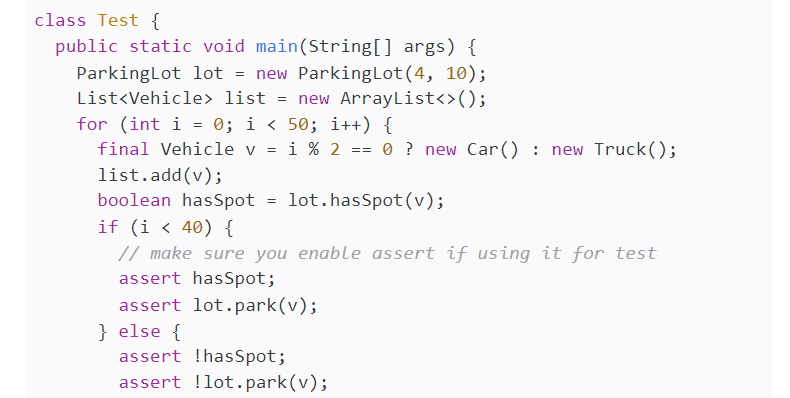 class Test {
public static void main(String[] args) {
ParkingLot lot = new ParkingLot(4, 10);
List<Vehicle> list = new ArrayList<>();
for (int i = 0; i < 50; i++) {
final Vehicle v = i % 2 == 0 ? new Car() : new Truck();
list.add(v);
boolean hasSpot = lot.hasSpot(v);
if (i < 40) {
// make sure you enable assert if using it for test
assert hasSpot;
assert lot.park(v);
} else {
assert !hasSpot;
assert !lot.park(v);